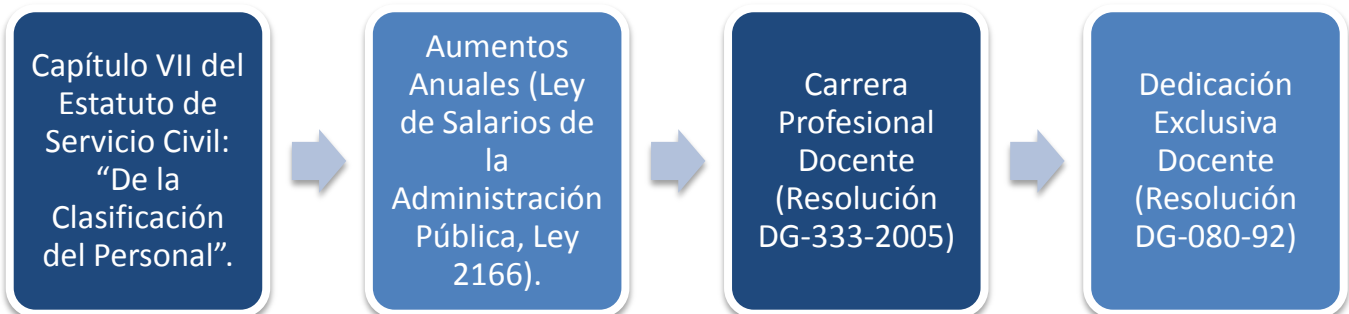 Capítulo VII del
Estatuto de
Servicio Civil:
“De la
Clasificación
del Personal”.
Aumentos
Anuales (Ley
de Salarios de
la
Administración
Pública, Ley
2166).
Carrera
Profesional
Docente
(Resolución
DG-333-2005)
Dedicación
Exclusiva
Docente
(Resolución
DG-080-92)